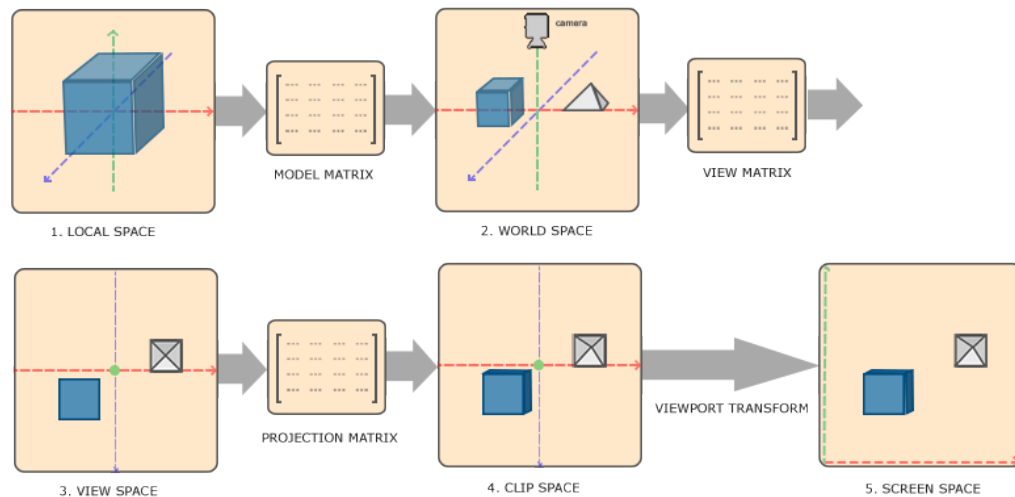 camera
MODEL MATRIX
VIEW MATRIX
1. LOCAL SPACE
2. WORLD SPACE
PROJECTION MATRIX
VIEWPORT TRANSFORM
3. VIEW SPACE
4. CLIP SPACE
5. SCREEN SPACE